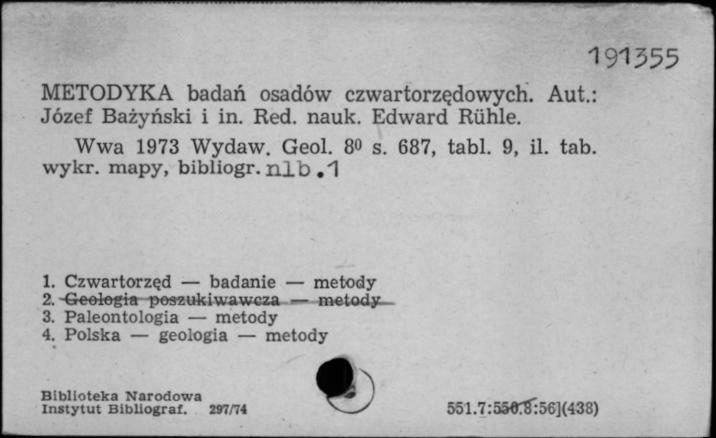 191355
METODYKA badań osadów czwartorzędowych. Aut.:
Józef Bażyński i in. Red. nauk. Edward Rühle.
Wwa 1973 Wydaw. Geol. 8⁰ s. 687, tabl. 9, il. tab.
wykr. mapy, bibliogr. nlb.1
1. Czwartorzęd — badanie — metody
2. Geologia poszukiwawcza — metody
3. Paleontologia — metody
4. Polska — geologia — metody
Biblioteka Narodowa
Instytut Bibliograf. 297/74
551.7:550.8:56](438)